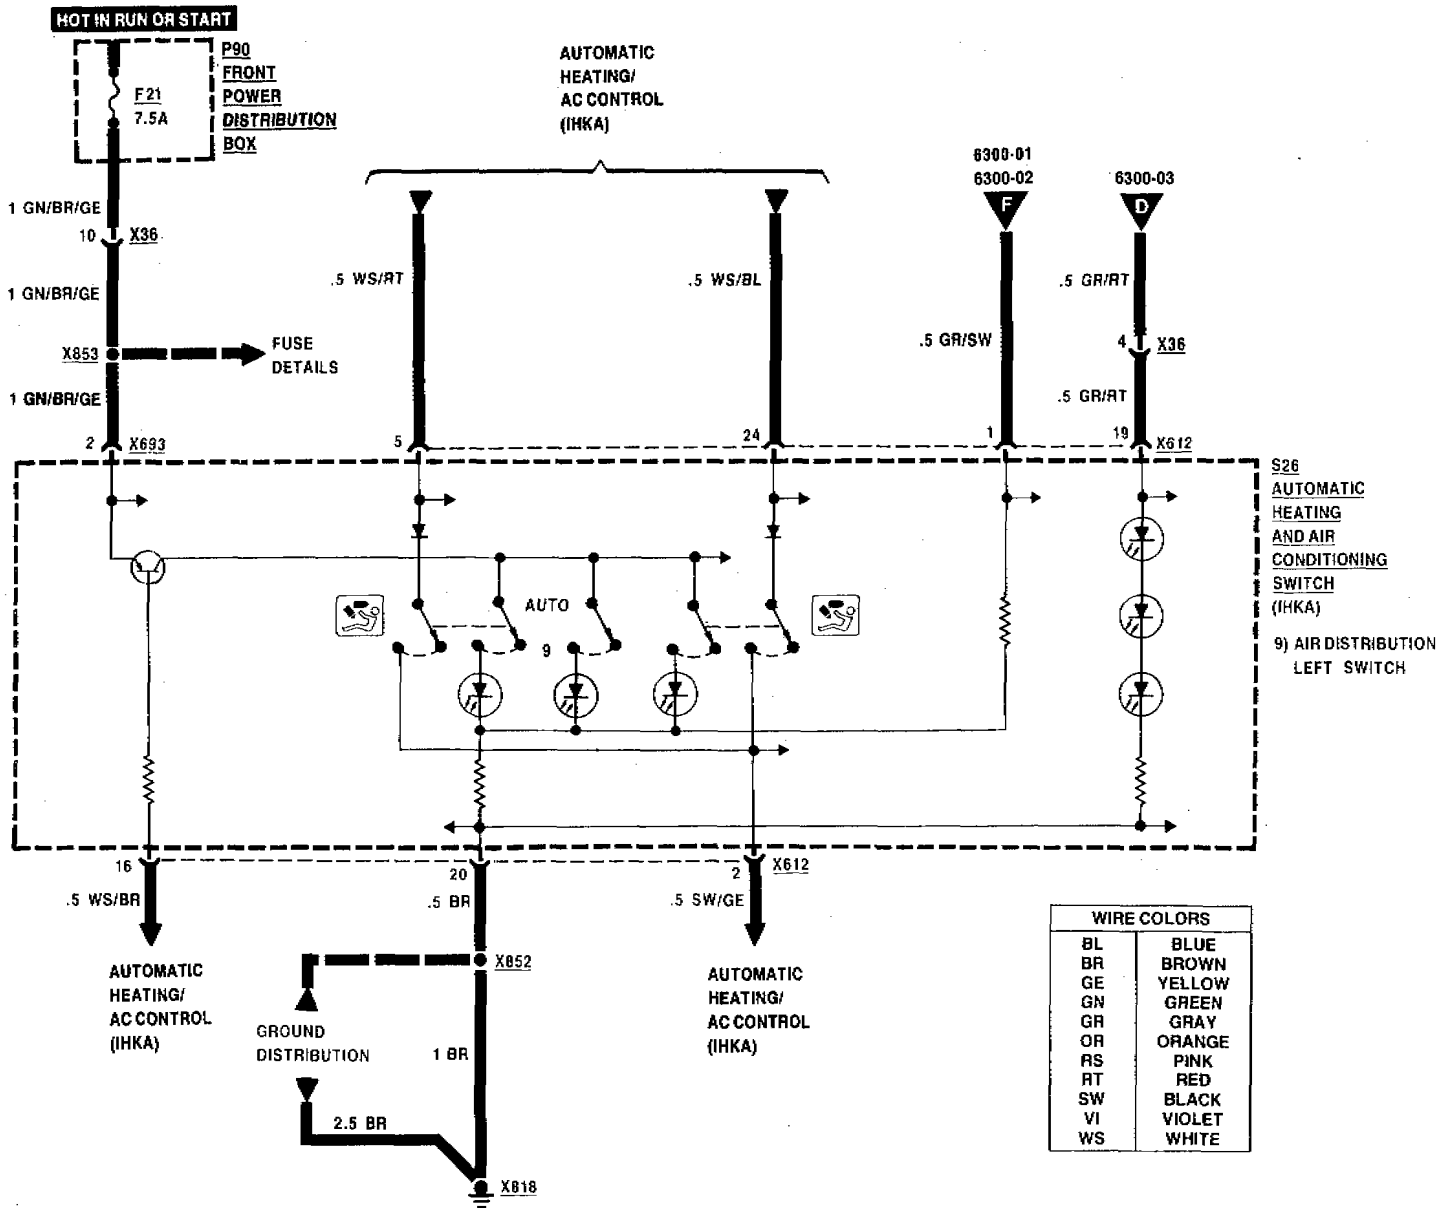 HOT IN RUN OR START
P90
FRONT
POWER
DISTRIBUTION
BOX
F21
7.5A
AUTOMATIC
HEATING/
AC CONTROL
(IHKA)
6300-01
6300-02
F
6300-03
D
1 GN/BR/GE
10 X36
1 GN/BR/GE
X853
FUSE
DETAILS
1 GN/BR/GE
2 X693
.5 WS/RT
5
.5 WS/BL
24
.5 GR/SW
1
.5 GR/RT
4 X36
.5 GR/RT
19 X612
S26
AUTOMATIC
HEATING
AND AIR
CONDITIONING
SWITCH
(IHKA)
9) AIR DISTRIBUTION
LEFT SWITCH
AUTO
9
16
.5 WS/BR
20
.5 BR
2 X612
.5 SW/GE
AUTOMATIC
HEATING/
AC CONTROL
(IHKA)
X852
AUTOMATIC
HEATING/
AC CONTROL
(IHKA)
GROUND
DISTRIBUTION
1 BR
2.5 BR
X818
WIRE COLORS
BL BLUE
BR BROWN
GE YELLOW
GN GREEN
GR GRAY
OR ORANGE
RS PINK
RT RED
SW BLACK
VI VIOLET
WS WHITE